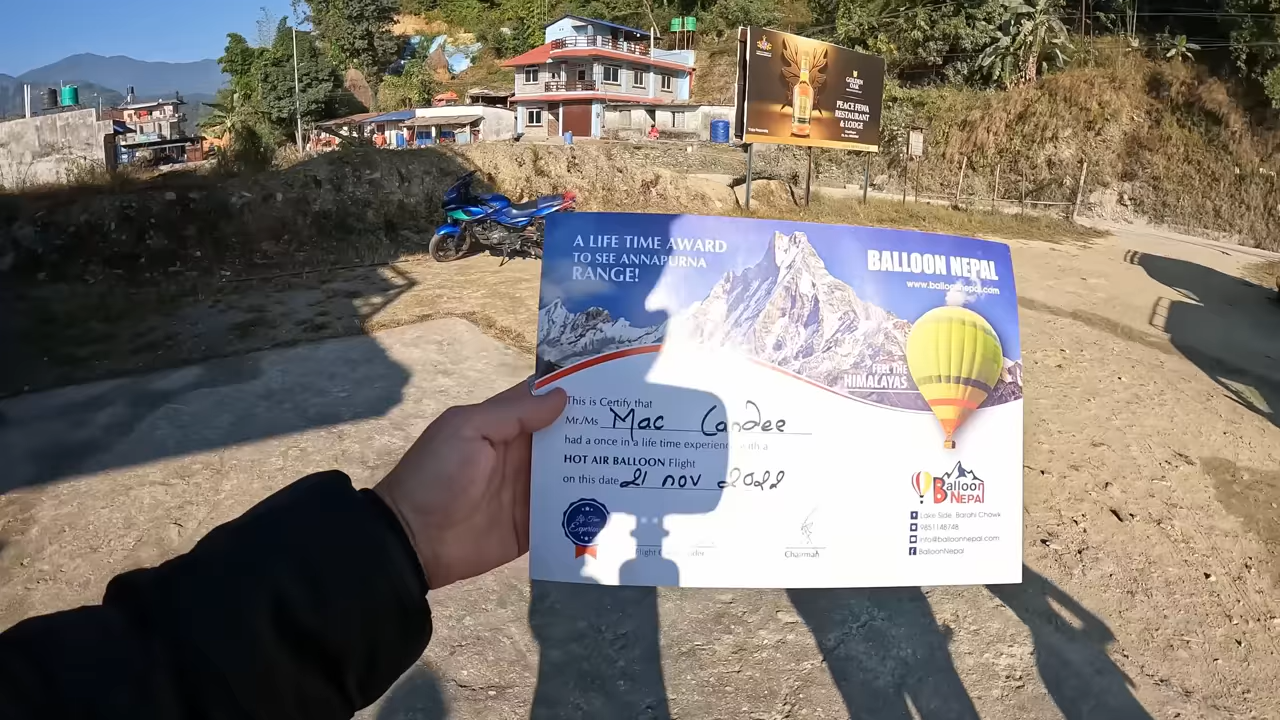 GOLDEN
OAK
PEACE FEWA
RESTAURANT
& LODGE
A LIFE TIME AWARD
TO SEE ANNAPURNA
RANGE!
BALLOON NEPAL
www.balloonnepal.com
FEEL THE
HIMALAYAS
This is Certify that
Mr./Ms Mac Candee
had a once in a life time experience with a
HOT AIR BALLOON Flight
on this date 21 nov 2022
Life Time
Experience
Chairman
Balloon
NEPAL
Lake Side, Barahi Chowk
9851148748
info@balloonnepal.com
BalloonNepal